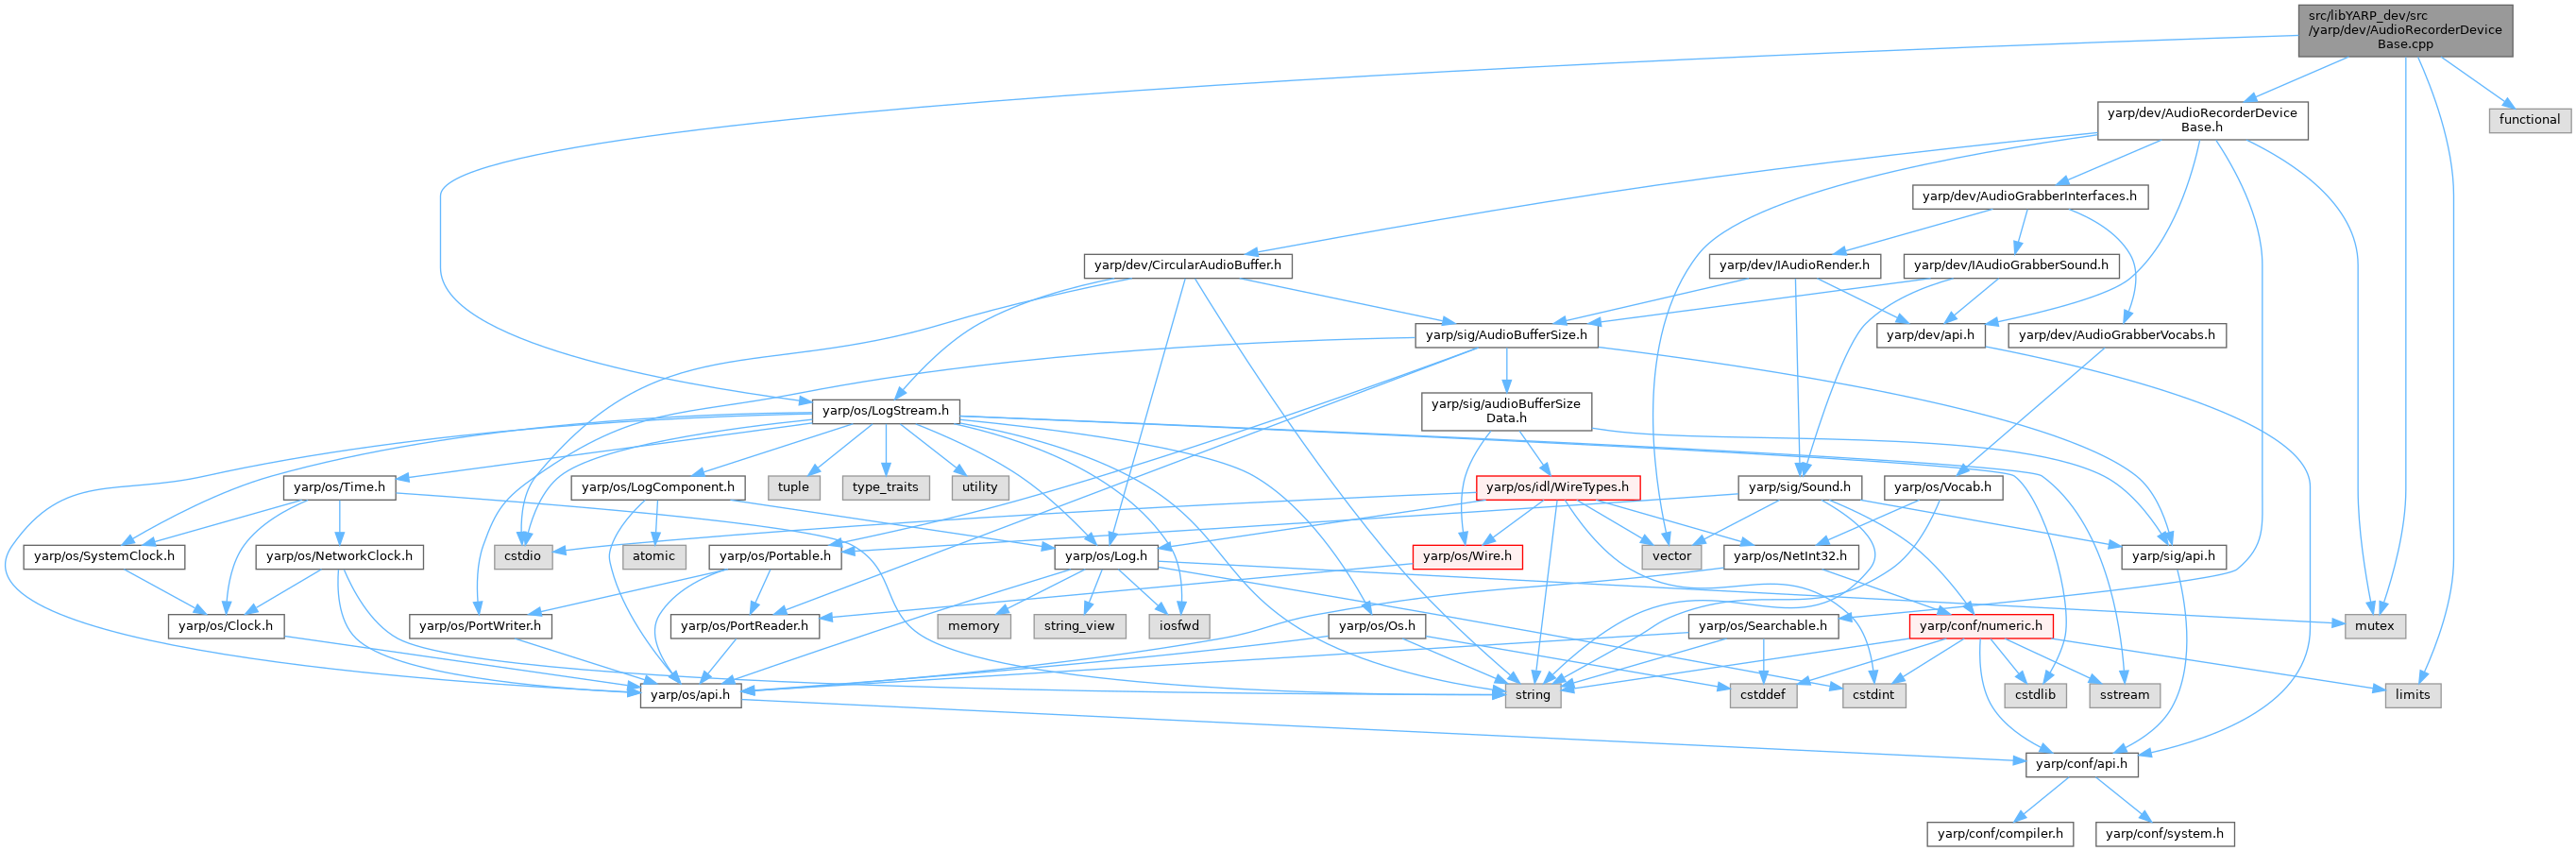 src/libYARP_dev/src
/yarp/dev/AudioRecorderDevice
Base.cpp
yarp/dev/AudioRecorderDevice
Base.h
functional
yarp/dev/AudioGrabberInterfaces.h
yarp/dev/CircularAudioBuffer.h
yarp/dev/IAudioRender.h
yarp/dev/IAudioGrabberSound.h
yarp/sig/AudioBufferSize.h
yarp/dev/api.h
yarp/dev/AudioGrabberVocabs.h
yarp/os/LogStream.h
yarp/sig/audioBufferSize
Data.h
yarp/os/Time.h
yarp/os/LogComponent.h
tuple
type_traits
utility
yarp/os/idl/WireTypes.h
yarp/sig/Sound.h
yarp/os/Vocab.h
yarp/os/SystemClock.h
yarp/os/NetworkClock.h
cstdio
atomic
yarp/os/Portable.h
yarp/os/Log.h
yarp/os/Wire.h
vector
yarp/os/NetInt32.h
yarp/sig/api.h
yarp/os/Clock.h
yarp/os/PortWriter.h
yarp/os/PortReader.h
memory
string_view
iosfwd
yarp/os/Os.h
yarp/os/Searchable.h
yarp/conf/numeric.h
mutex
yarp/os/api.h
string
cstddef
cstdint
cstdlib
sstream
limits
yarp/conf/api.h
yarp/conf/compiler.h
yarp/conf/system.h